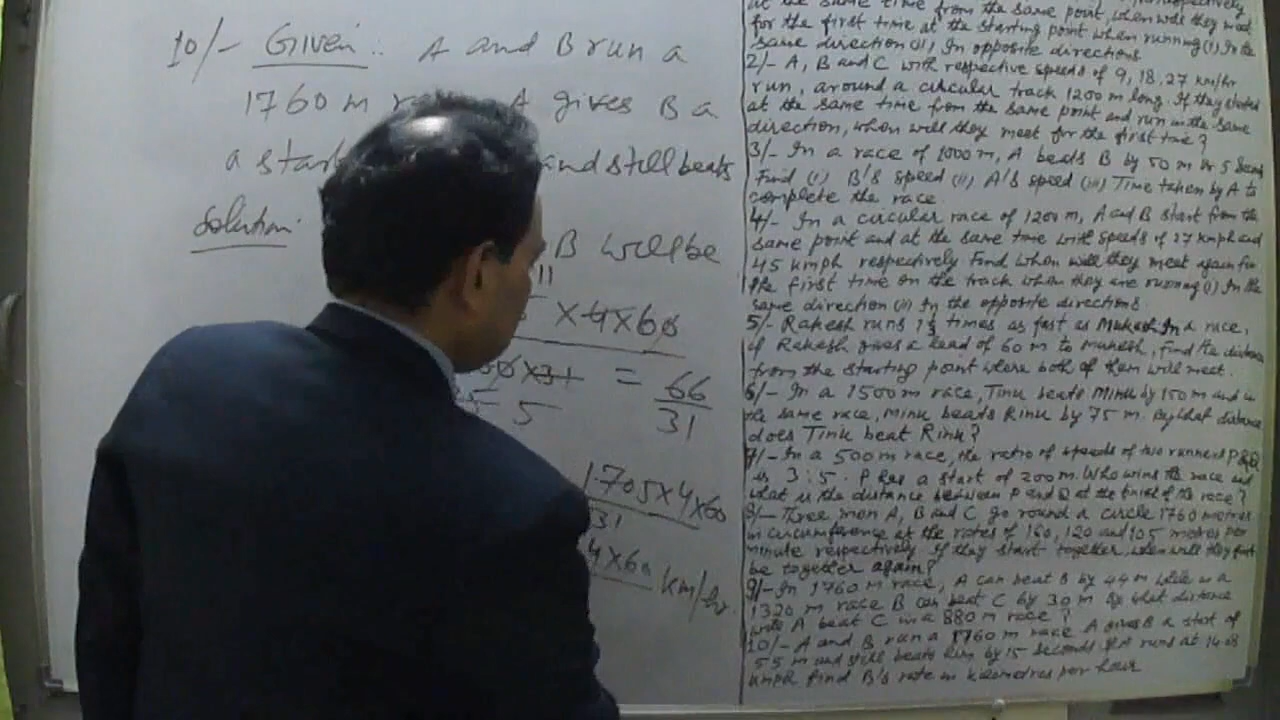 10/- Given :- A and B run a
1760 m A gives B a
a start and still beats
Solution:
B will be
11
× 4 × 60
× 31 = 66
5 31
1.705 × 4 × 60
31
4 × 60 km/hr.
respectively
at the same time from the same point, when will they meet
for the first time at the starting point when running (i) In the
same direction (ii) In opposite directions
2/- A, B and C with respective speeds of 9, 18, 27 km/hr
run, around a circular track 1200 m long. If they started
at the same time from the same point and run in the same
direction, when will they meet for the first time?
3/- In a race of 1000 m, A beats B by 50 m or 5 seconds
Find (i) B's speed (ii) A's speed (iii) Time taken by A to
complete the race
4/- In a circular race of 1200 m, A and B start from the
same point and at the same time with speeds of 27 kmph and
45 kmph respectively Find when will they meet again for
the first time on the track when they are running (i) In the
same direction (ii) In the opposite directions
5/- Rakesh runs times as fast as Mukesh In a race,
if Rakesh gives a lead of 60 m to Mukesh, find the distance
from the starting point where both of them will meet.
6/- In a 1500 m race, Tinu beats Minu by 150 m and in
the same race, Minu beats Rinu by 75 m. By what distance
does Tinu beat Rinu?
7/- In a 500 m race, the ratio of speeds of two runners P & Q
is 3:5. P has a start of 200 m. Who wins the race and
what is the distance between P and Q at the finish of the race?
8/- Three men A, B and C go round a circle 1760 metres
in circumference at the rates of 160, 120 and 105 metres per
minute respectively If they start together, when will they first
be together again?
9/- In 1760 m race, A can beat B by 44 m while in a
1320 m race B can beat C by 30 m By what distance
will A beat C in a 880 m race?
10/- A and B run a 1760 m race A gives B a start of
55 m and still beats him by 15 seconds If A runs at
kmph find B's rate in kilometres per hour